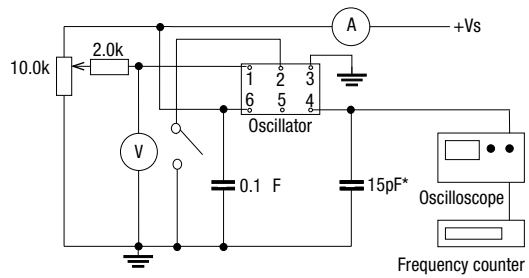 A
+Vs
2.0k
10.0k
1 2 3
6 5 4
Oscillator
V
0.1 F
15pF*
Oscilloscope
Frequency counter